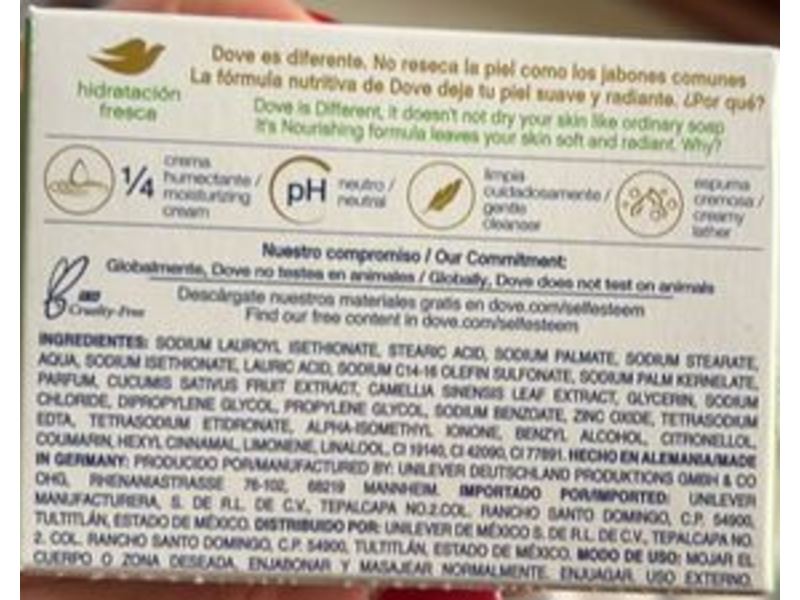 hidratación
fresca
Dove es diferente. No reseca la piel como los jabones comunes
La fórmula nutritiva de Dove deja tu piel suave y radiante. ¿Por qué?
Dove is Different, it doesn't not dry your skin like ordinary soap
It's Nourishing formula leaves your skin soft and radiant. Why?
1/4
crema
humectante /
moisturizing
cream
pH
neutro /
neutral
limpia
cuidadosamente /
gentle
cleanser
espuma
cremosa /
creamy
lather
Nuestro compromiso / Our Commitment:
Globalmente, Dove no testea en animales / Globally, Dove does not test on animals
Cruelty-Free
Descárgate nuestros materiales gratis en dove.com/selfesteem
Find our free content in dove.com/selfesteem
INGREDIENTES: SODIUM LAUROYL ISETHIONATE, STEARIC ACID, SODIUM PALMATE, SODIUM STEARATE,
AQUA, SODIUM ISETHIONATE, LAURIC ACID, SODIUM C14-16 OLEFIN SULFONATE, SODIUM PALM KERNELATE,
PARFUM, CUCUMIS SATIVUS FRUIT EXTRACT, CAMELLIA SINENSIS LEAF EXTRACT, GLYCERIN, SODIUM
CHLORIDE, DIPROPYLENE GLYCOL, PROPYLENE GLYCOL, SODIUM BENZOATE, ZINC OXIDE, TETRASODIUM
EDTA, TETRASODIUM ETIDRONATE, ALPHA-ISOMETHYL IONONE, BENZYL ALCOHOL, CITRONELLOL,
COUMARIN, HEXYL CINNAMAL, LIMONENE, LINALOOL, CI 19140, CI 42090, CI 77891. HECHO EN ALEMANIA/MADE
IN GERMANY: PRODUCIDO POR/MANUFACTURED BY: UNILEVER DEUTSCHLAND PRODUKTIONS GMBH & CO
OHG, RHENANIASTRASSE 76-102, 68219 MANNHEIM. IMPORTADO POR/IMPORTED: UNILEVER
MANUFACTURERA, S. DE R.L. DE C.V., TEPALCAPA NO.2.COL. RANCHO SANTO DOMINGO, C.P. 54900,
TULTITLÁN, ESTADO DE MÉXICO. DISTRIBUIDO POR: UNILEVER DE MÉXICO S. DE R.L. DE C.V., TEPALCAPA NO.
2. COL. RANCHO SANTO DOMINGO, C.P. 54900, TULTITLÁN, ESTADO DE MÉXICO. MODO DE USO: MOJAR EL
CUERPO O ZONA DESEADA, ENJABONAR Y MASAJEAR NORMALMENTE. ENJUAGAR. USO EXTERNO.